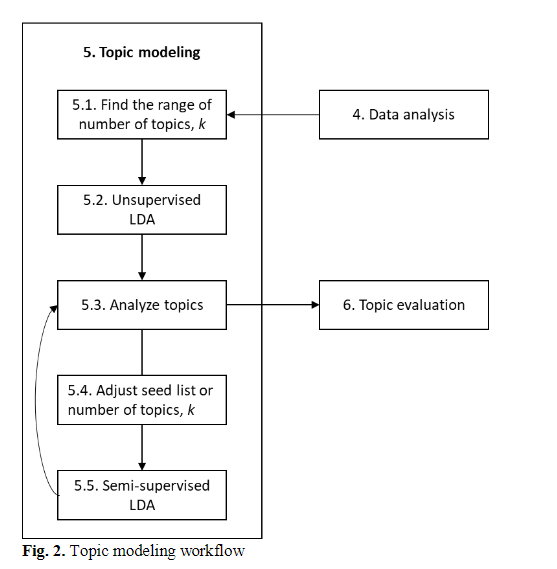 5. Topic modeling
5.1. Find the range of
number of topics, k
4. Data analysis
5.2. Unsupervised
LDA
5.3. Analyze topics
6. Topic evaluation
5.4. Adjust seed list or
number of topics, k
5.5. Semi-supervised
LDA
Fig. 2. Topic modeling workflow